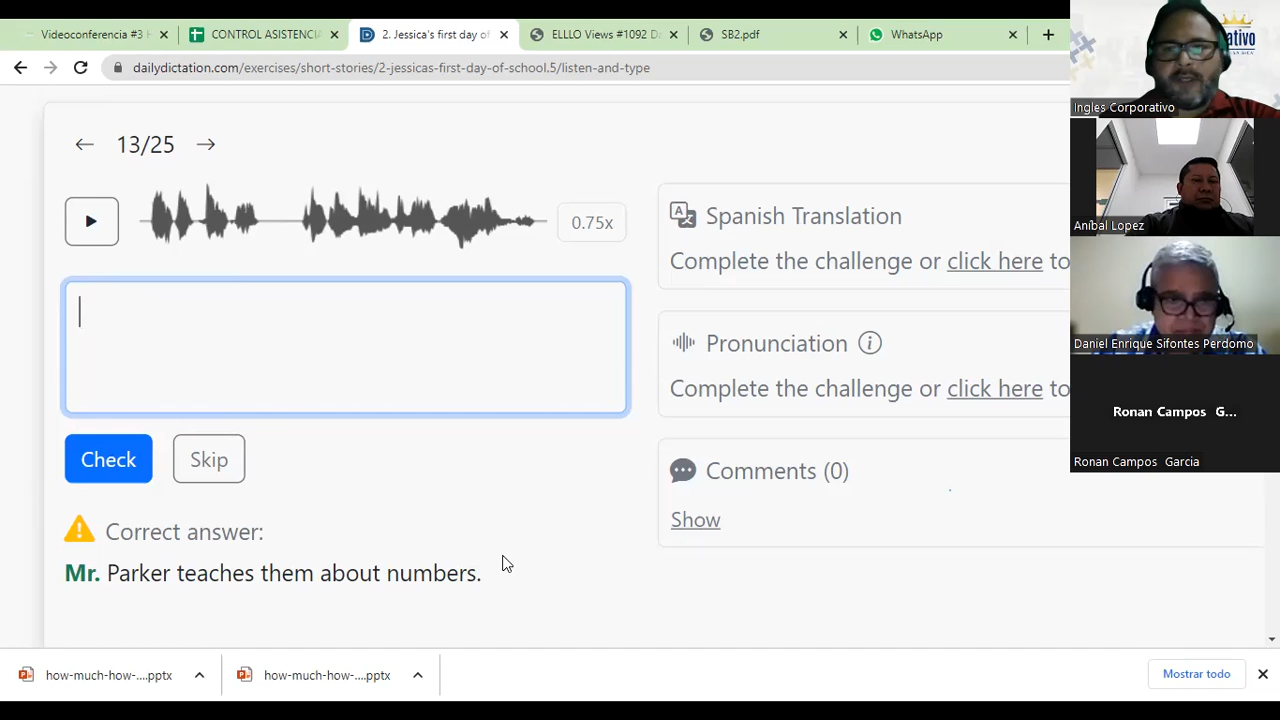 Videoconferencia #3
CONTROL ASISTENCIA
2. Jessica's first day of
ELLLO Views #1092 Da
SB2.pdf
WhatsApp
dailydictation.com/exercises/short-stories/2-jessicas-first-day-of-school.5/listen-and-type
13/25
0.75x
Spanish Translation
Complete the challenge or click here to
Pronunciation
Complete the challenge or click here to
Check
Skip
Comments (0)
Show
Correct answer:
Mr. Parker teaches them about numbers.
how-much-how-....pptx
how-much-how-....pptx
Mostrar todo
Ingles Corporativo
Aníbal Lopez
Daniel Enrique Sifontes Perdomo
Ronan Campos G...
Ronan Campos Garcia